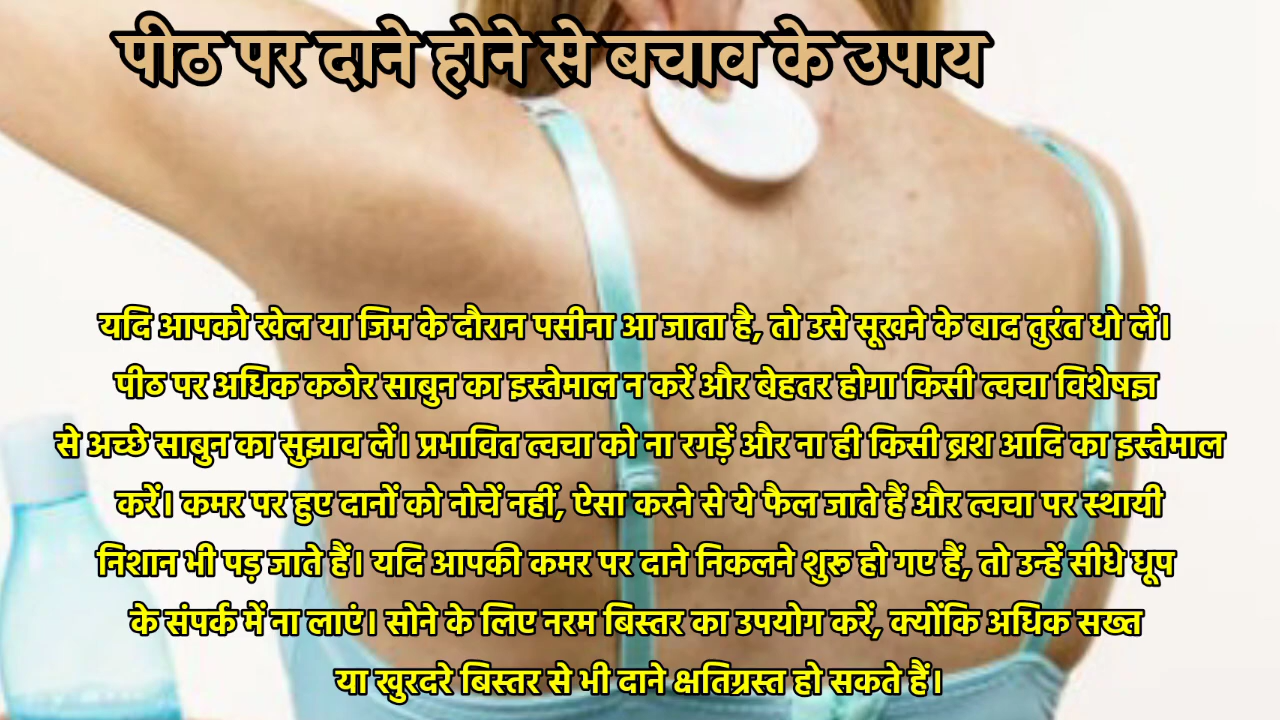 पीठ पर दाने होने से बचाव के उपाय
यदि आपको खेल या जिम के दौरान पसीना आ जाता है, तो उसे सूखने के बाद तुरंत धो लें।
पीठ पर अधिक कठोर साबुन का इस्तेमाल न करें और बेहतर होगा किसी त्वचा विशेषज्ञ
से अच्छे साबुन का सुझाव लें। प्रभावित त्वचा को ना रगड़ें और ना ही किसी ब्रश आदि का इस्तेमाल
करें। कमर पर हुए दानों को नोचें नहीं, ऐसा करने से ये फैल जाते हैं और त्वचा पर स्थायी
निशान भी पड़ जाते हैं। यदि आपकी कमर पर दाने निकलने शुरू हो गए हैं, तो उन्हें सीधे धूप
के संपर्क में ना लाएं। सोने के लिए नरम बिस्तर का उपयोग करें, क्योंकि अधिक सख्त
या खुरदरे बिस्तर से भी दाने क्षतिग्रस्त हो सकते हैं।